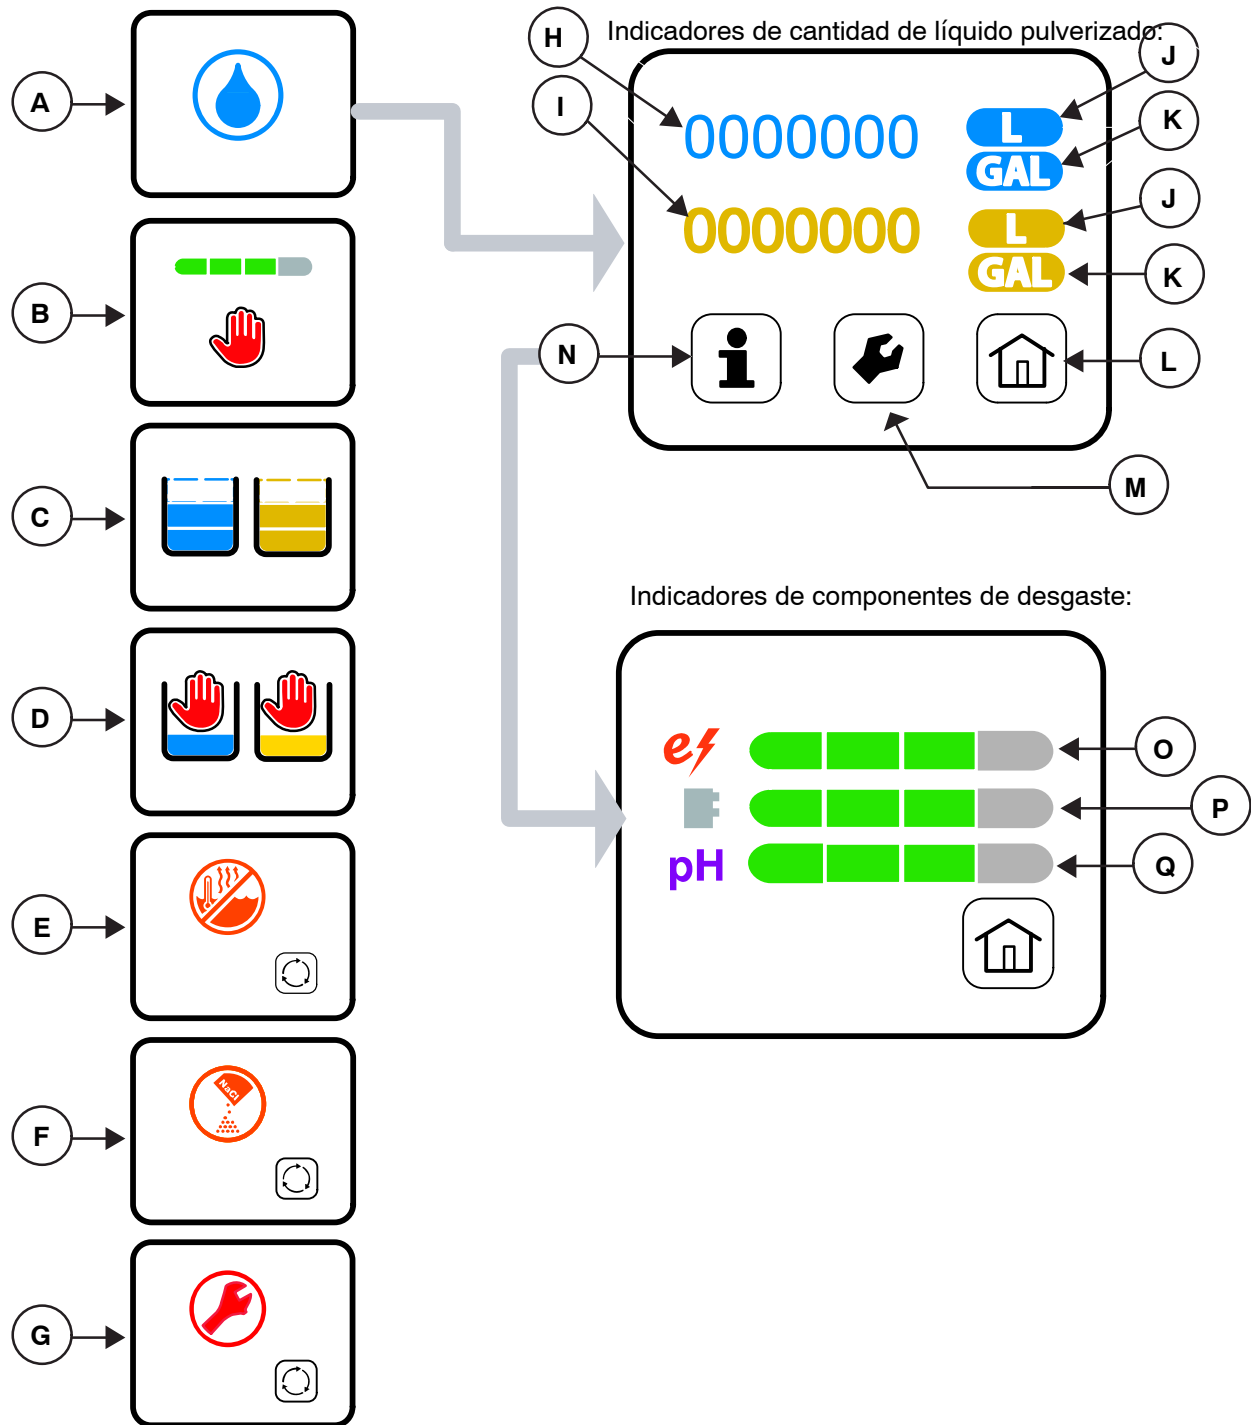 Indicadores de cantidad de líquido pulverizado:
H
J
A
I
K
0000000
L
GAL
J
0000000
L
GAL
K
B
N
L
M
C
Indicadores de componentes de desgaste:
D
e
O
P
pH
Q
E
NaCl
F
G